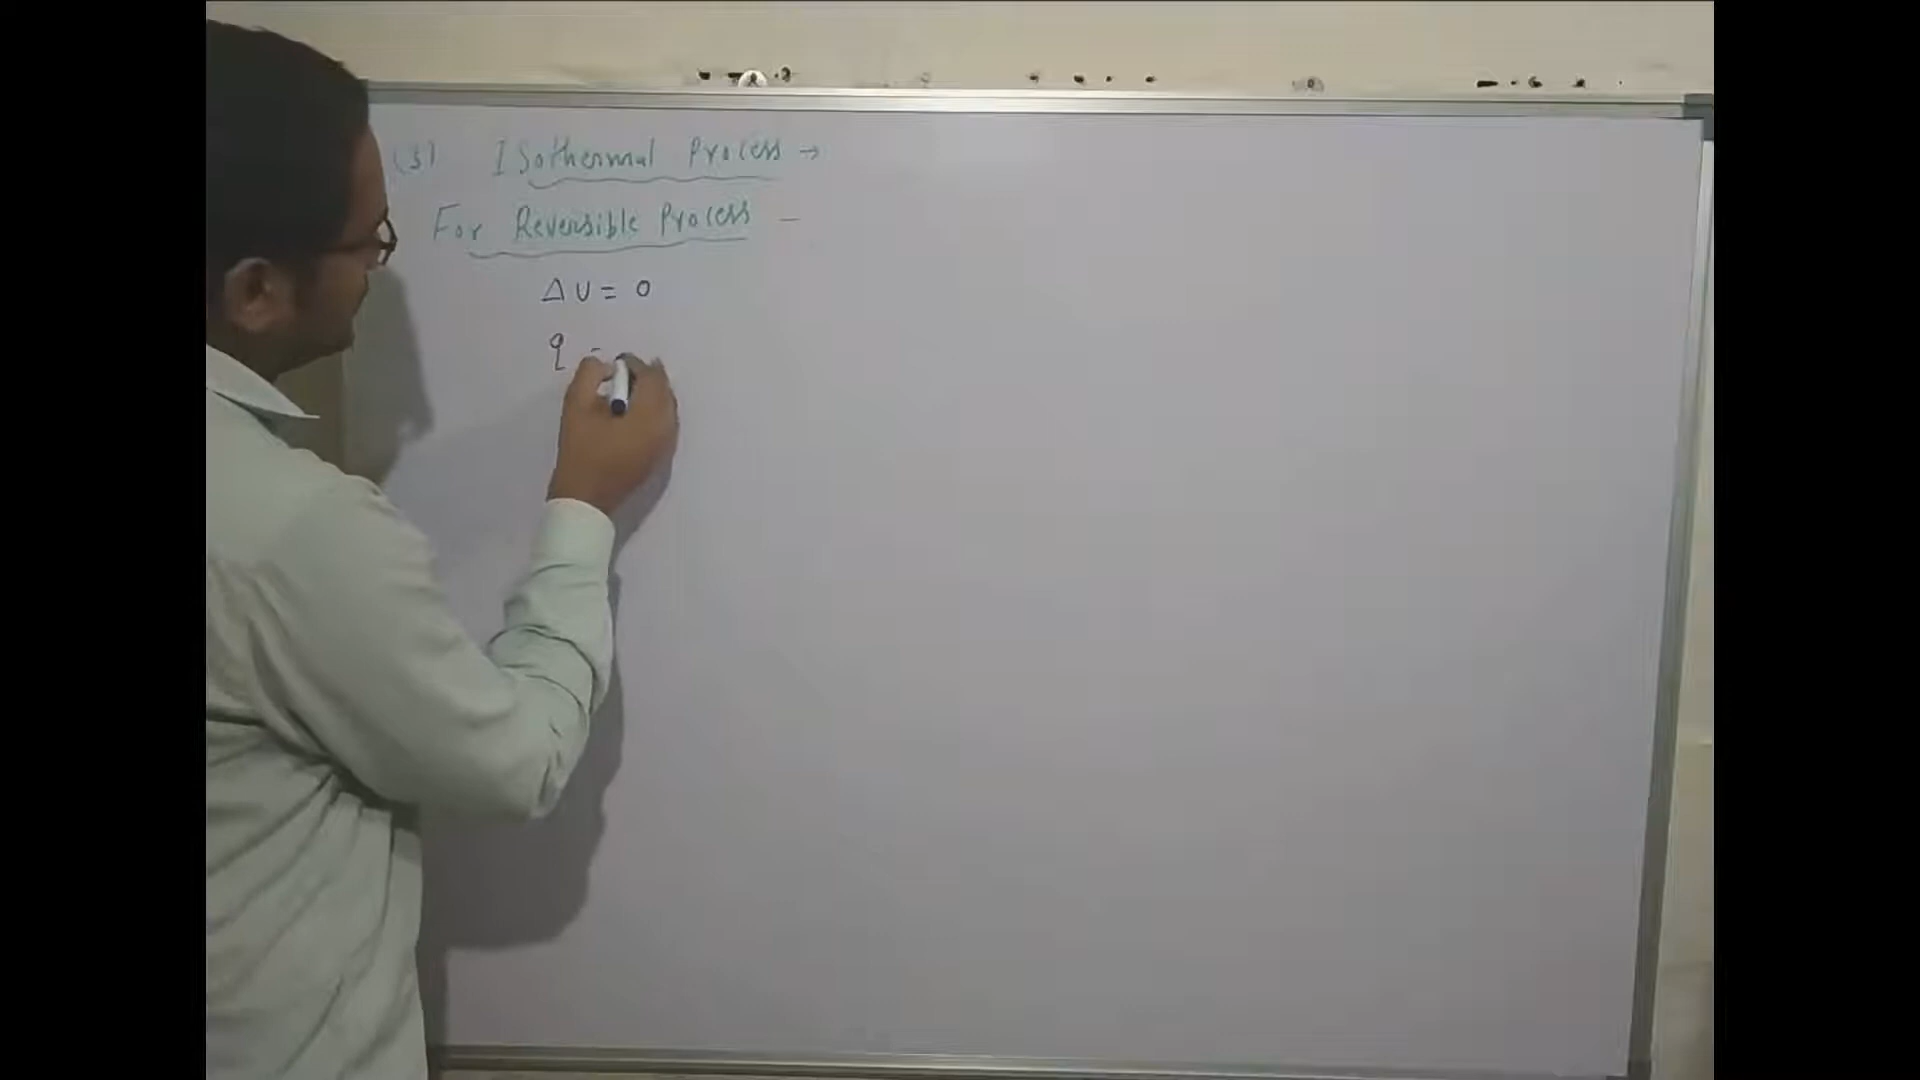 (3) Isothermal Process →
For Reversible Process —
ΔU = 0
q =